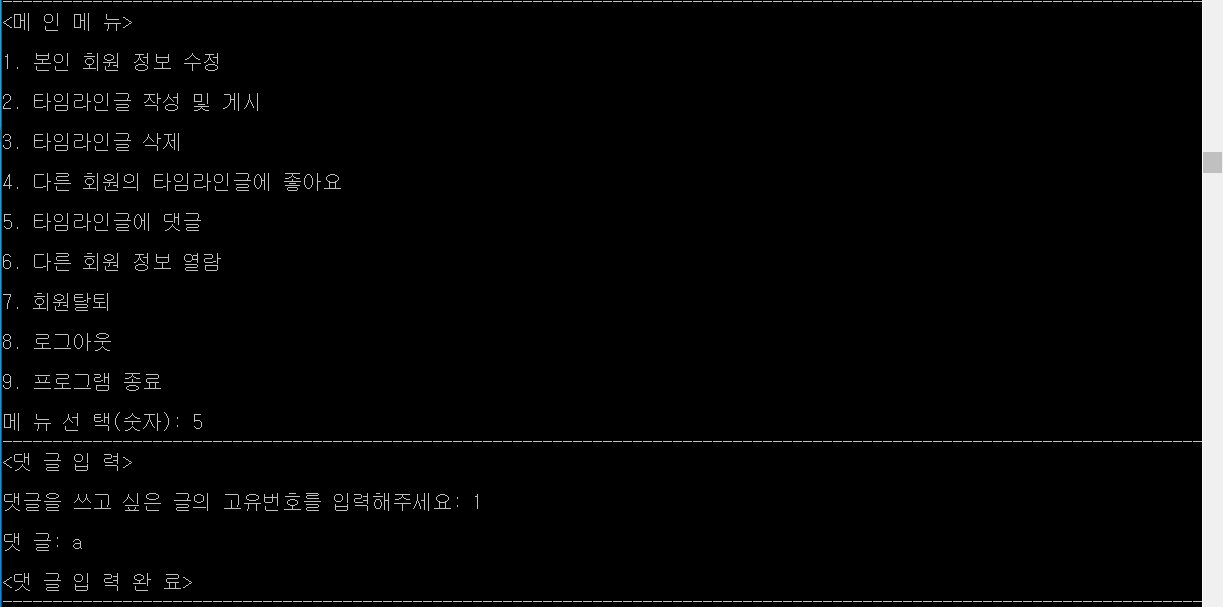 <메 인 메 뉴>
1. 본인 회원 정보 수정
2. 타임라인글 작성 및 게시
3. 타임라인글 삭제
4. 다른 회원의 타임라인글에 좋아요
5. 타임라인글에 댓글
6. 다른 회원 정보 열람
7. 회원탈퇴
8. 로그아웃
9. 프로그램 종료
메 뉴 선 택(숫자): 5
<댓 글 입 력>
댓글을 쓰고 싶은 글의 고유번호를 입력해주세요: 1
댓 글: a
<댓 글 입 력 완 료>